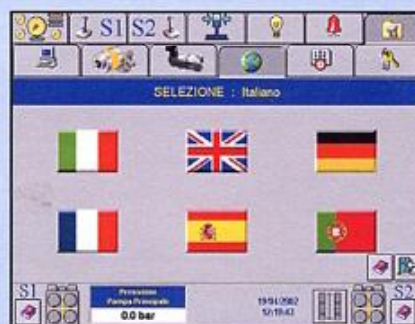 S1 S2
SELEZIONE : Italiano
S1 Pressione 19/04/2002 S2
Pompa Principale 12:19:43
0.0 bar